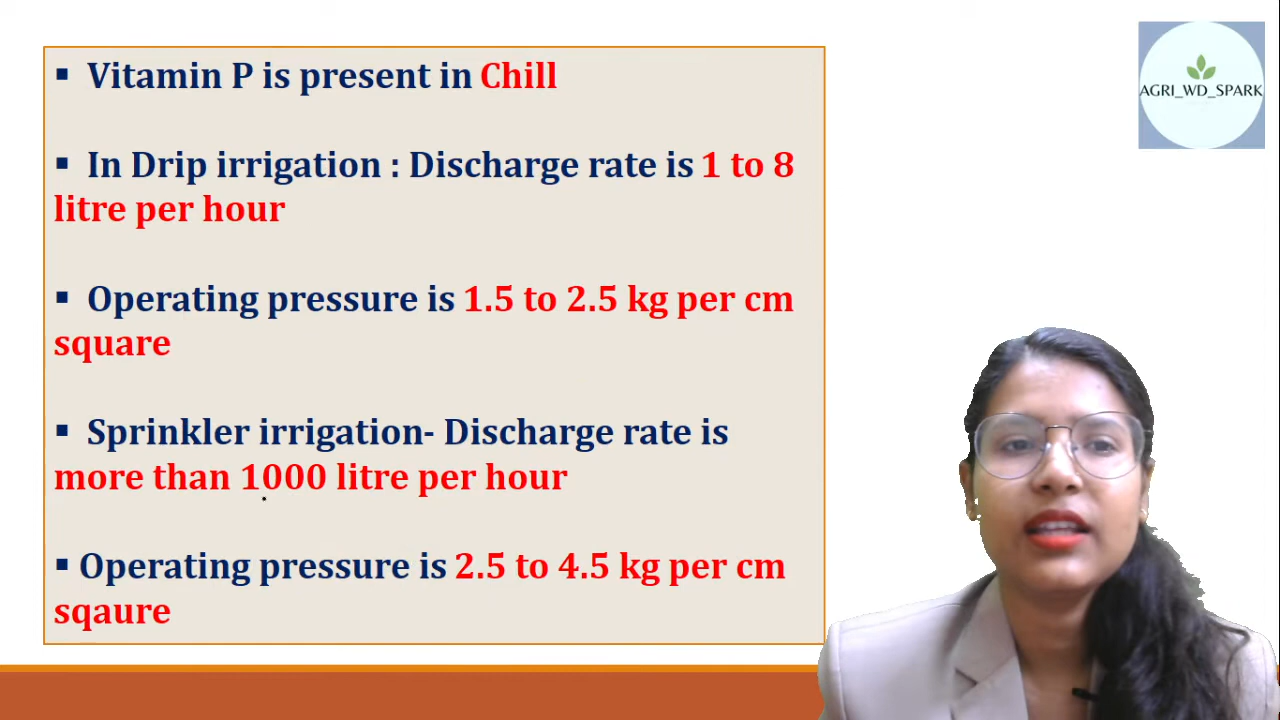 ▪ Vitamin P is present in Chill
▪ In Drip irrigation : Discharge rate is 1 to 8
litre per hour
▪ Operating pressure is 1.5 to 2.5 kg per cm
square
▪ Sprinkler irrigation- Discharge rate is
more than 1000 litre per hour
▪ Operating pressure is 2.5 to 4.5 kg per cm
sqaure
AGRI_WD_SPARK